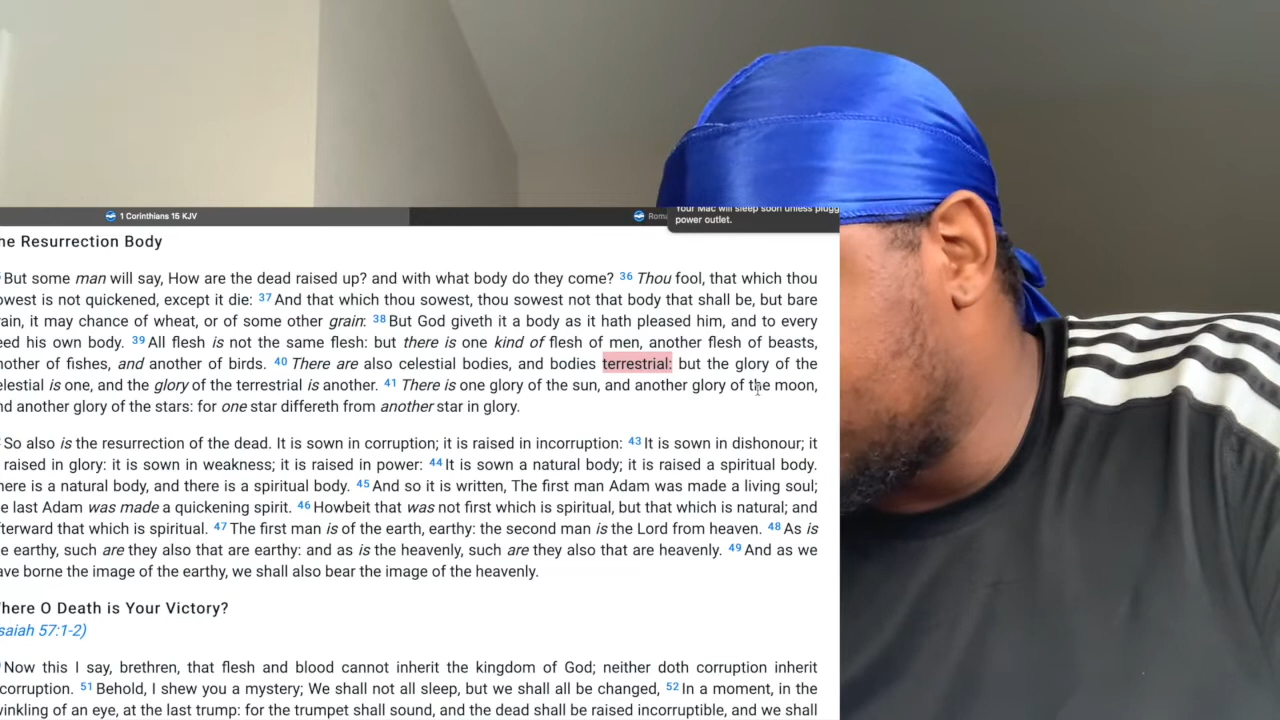 1 Corinthians 15 KJV
Your Mac will sleep soon unless plugg
power outlet.
he Resurrection Body
But some man will say, How are the dead raised up? and with what body do they come? 36 Thou fool, that which thou
owest is not quickened, except it die: 37 And that which thou sowest, thou sowest not that body that shall be, but bare
rain, it may chance of wheat, or of some other grain: 38 But God giveth it a body as it hath pleased him, and to every
eed his own body. 39 All flesh is not the same flesh: but there is one kind of flesh of men, another flesh of beasts,
nother of fishes, and another of birds. 40 There are also celestial bodies, and bodies terrestrial: but the glory of the
elestial is one, and the glory of the terrestrial is another. 41 There is one glory of the sun, and another glory of the moon,
nd another glory of the stars: for one star differeth from another star in glory.
So also is the resurrection of the dead. It is sown in corruption; it is raised in incorruption: 43 It is sown in dishonour; it
raised in glory: it is sown in weakness; it is raised in power: 44 It is sown a natural body; it is raised a spiritual body.
here is a natural body, and there is a spiritual body. 45 And so it is written, The first man Adam was made a living soul;
e last Adam was made a quickening spirit. 46 Howbeit that was not first which is spiritual, but that which is natural; and
fterward that which is spiritual. 47 The first man is of the earth, earthy: the second man is the Lord from heaven. 48 As is
e earthy, such are they also that are earthy: and as is the heavenly, such are they also that are heavenly. 49 And as we
ave borne the image of the earthy, we shall also bear the image of the heavenly.
here O Death is Your Victory?
saiah 57:1-2)
Now this I say, brethren, that flesh and blood cannot inherit the kingdom of God; neither doth corruption inherit
corruption. 51 Behold, I shew you a mystery; We shall not all sleep, but we shall all be changed, 52 In a moment, in the
winkling of an eye, at the last trump: for the trumpet shall sound, and the dead shall be raised incorruptible, and we shall